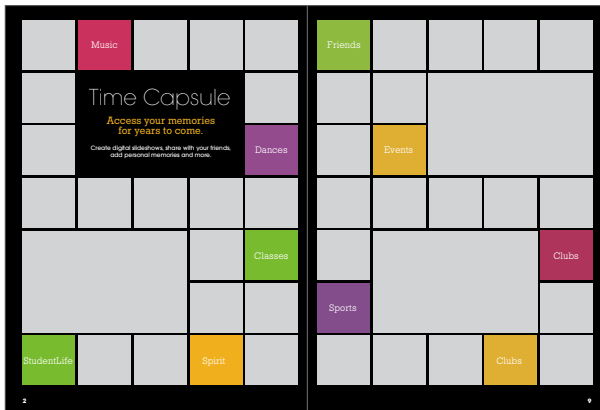 Music
Time Capsule
Access your memories
for years to come.
Create digital slideshows, share with your friends,
add personal memories and more.
Dances
Classes
StudentLife
Spirit
2
Friends
Events
Clubs
Sports
Clubs
9